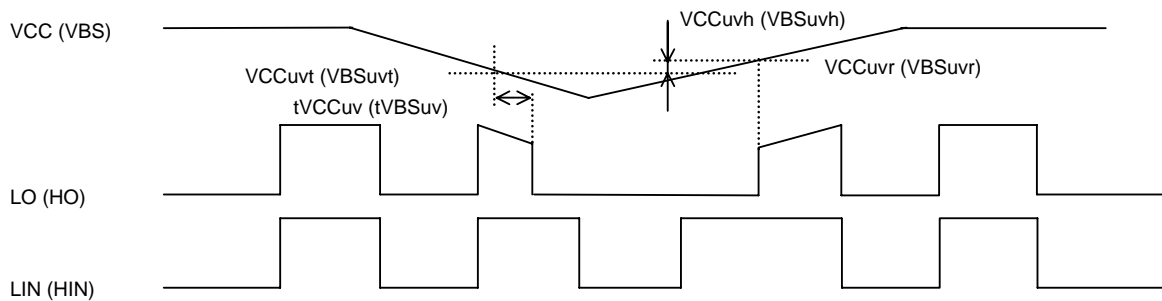 VCCuvh (VBSuvh)
VCC (VBS)
VCCuvr (VBSuvr)
VCCuvt (VBSuvt)
tVCCuv (tVBSuv)
LO (HO)
LIN (HIN)